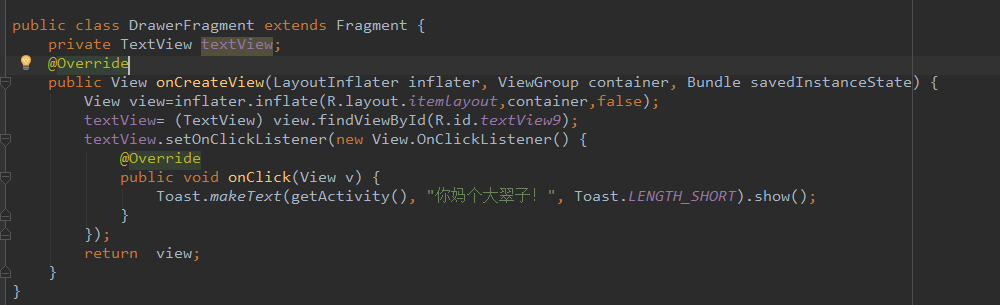 public class DrawerFragment extends Fragment {
private TextView textView;
@Override
public View onCreateView(LayoutInflater inflater, ViewGroup container, Bundle savedInstanceState) {
View view=inflater.inflate(R.layout.itemlayout,container,false);
textView= (TextView) view.findViewById(R.id.textView9);
textView.setOnClickListener(new View.OnClickListener() {
@Override
public void onClick(View v) {
Toast.makeText(getActivity(), "你妈个大翠子！", Toast.LENGTH_SHORT).show();
}
});
return  view;
}
}